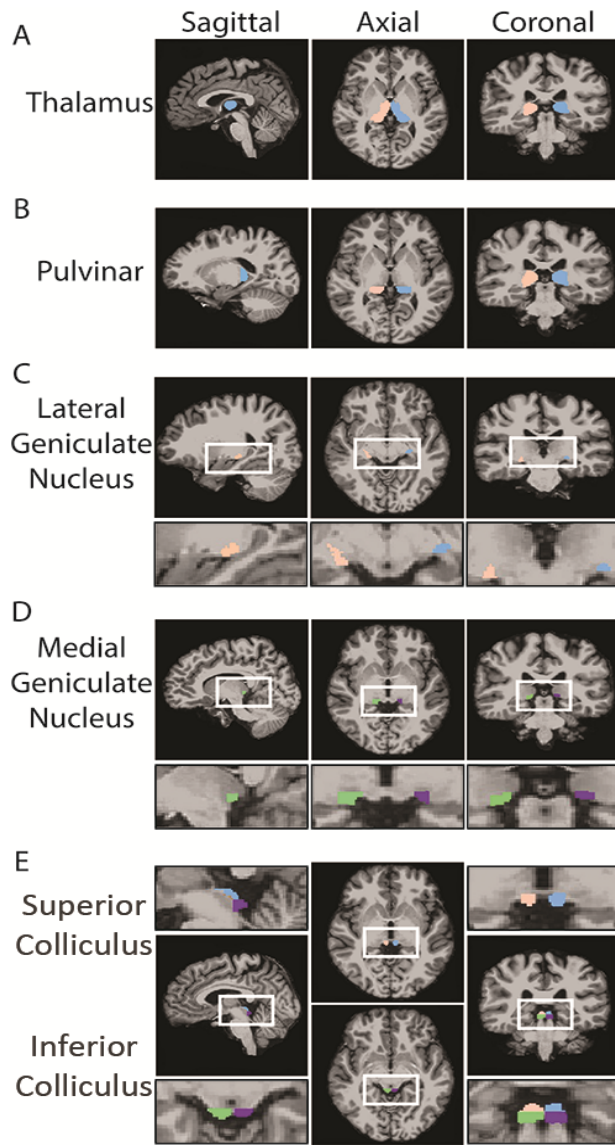 Sagittal Axial Coronal
A
Thalamus
B
Pulvinar
C
Lateral
Geniculate
Nucleus
D
Medial
Geniculate
Nucleus
E
Superior
Colliculus
Inferior
Colliculus